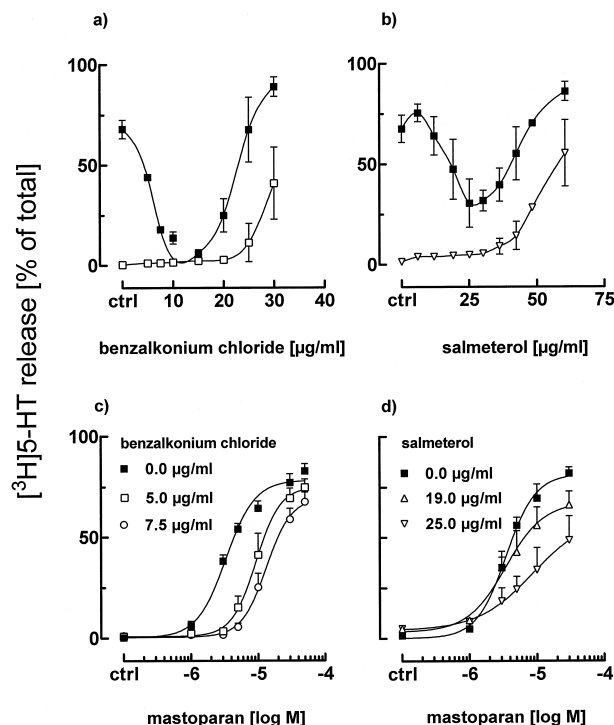 a)
b)
[³H]5-HT release [% of total]
100
50
0
ctrl 10 20 30 40
benzalkonium chloride [µg/ml]
100
50
0
ctrl 25 50 75
salmeterol [µg/ml]
c)
d)
100
50
0
benzalkonium chloride
0.0 µg/ml
5.0 µg/ml
7.5 µg/ml
ctrl -6 -5 -4
mastoparan [log M]
100
50
0
salmeterol
0.0 µg/ml
19.0 µg/ml
25.0 µg/ml
ctrl -6 -5 -4
mastoparan [log M]